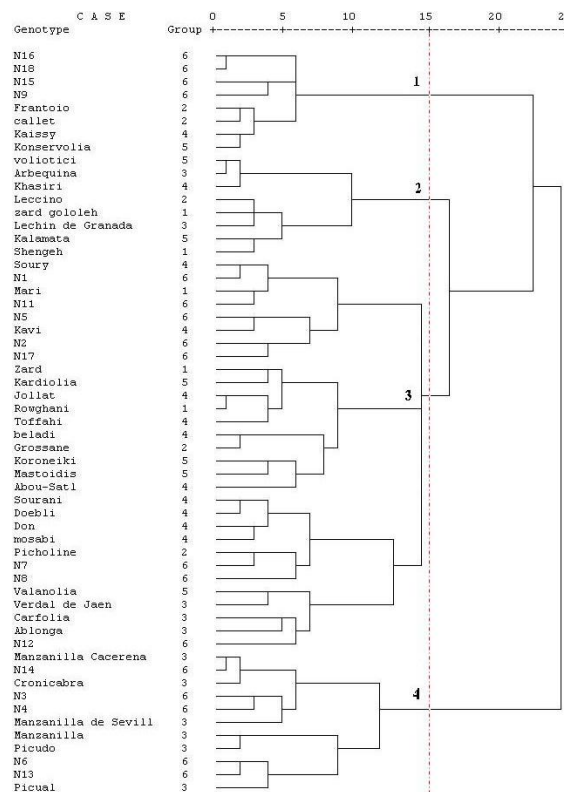 C A S E 0 5 10 15 20 2
Genotype Group
N16 6
N18 6
N15 6
N9 6
1
Frantoio 2
callet 2
Kaissy 4
Konservolia 5
voliotici 5
Arbequina 3
Khasiri 4
2
Leccino 2
zard gololeh 1
Lechin de Granada 3
Kalamata 5
Shengeh 1
Soury 4
N1 6
Mari 1
N11 6
N5 6
Kavi 4
N2 6
N17 6
Zard 1
Kardiolia 5
Jollat 4
3
Rowghani 1
Toffahi 4
beladi 4
Grossane 2
Koroneiki 5
Mastoidis 5
Abou-Satl 4
Sourani 4
Doebli 4
Don 4
mosabi 4
Picholine 2
N7 6
N8 6
Valanolia 5
Verdal de Jaen 3
Carfolia 3
Ablonga 3
N12 6
Manzanilla Cacerena 3
N14 6
Cronicabra 3
N3 6
4
N4 6
Manzanilla de Sevill 3
Manzanilla 3
Picudo 3
N6 6
N13 6
Picual 3